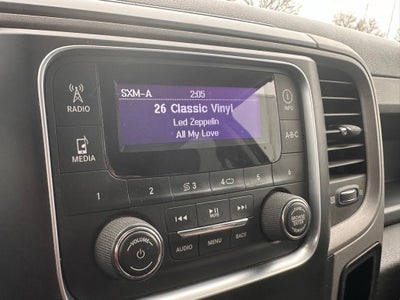 SXM-A 2:05
26 Classic Vinyl
Led Zeppelin
All My Love
RADIO
INFO
MEDIA
A-B-C
1 2 3 4 5 6
MUTE
AUDIO MENU BACK
VOLUME
BROWSE
ENTER